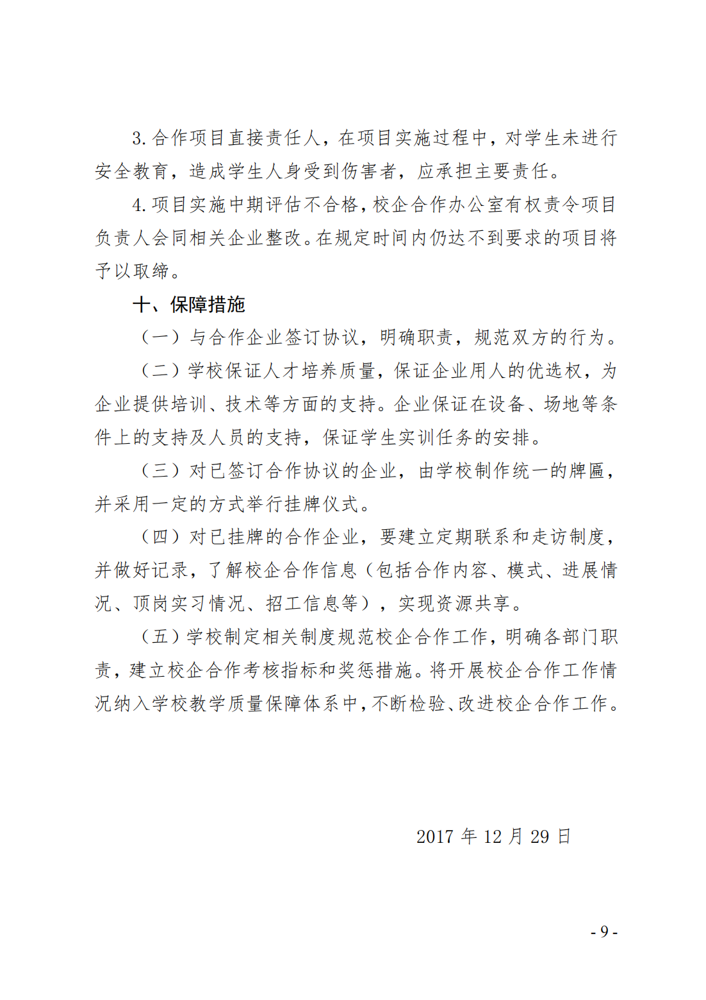 3.合作项目直接责任人，在项目实施过程中，对学生未进行
安全教育，造成学生人身受到伤害者，应承担主要责任。
4.项目实施中期评估不合格，校企合作办公室有权责令项目
负责人会同相关企业整改。在规定时间内仍达不到要求的项目将
予以取缔。
十、保障措施
（一）与合作企业签订协议，明确职责，规范双方的行为。
（二）学校保证人才培养质量，保证企业用人的优选权，为
企业提供培训、技术等方面的支持。企业保证在设备、场地等条
件上的支持及人员的支持，保证学生实训任务的安排。
（三）对已签订合作协议的企业，由学校制作统一的牌匾，
并采用一定的方式举行挂牌仪式。
（四）对已挂牌的合作企业，要建立定期联系和走访制度，
并做好记录，了解校企合作信息（包括合作内容、模式、进展情
况、顶岗实习情况、招工信息等），实现资源共享。
（五）学校制定相关制度规范校企合作工作，明确各部门职
责，建立校企合作考核指标和奖惩措施。将开展校企合作工作情
况纳入学校教学质量保障体系中，不断检验、改进校企合作工作。
2017 年 12 月 29 日
- 9 -